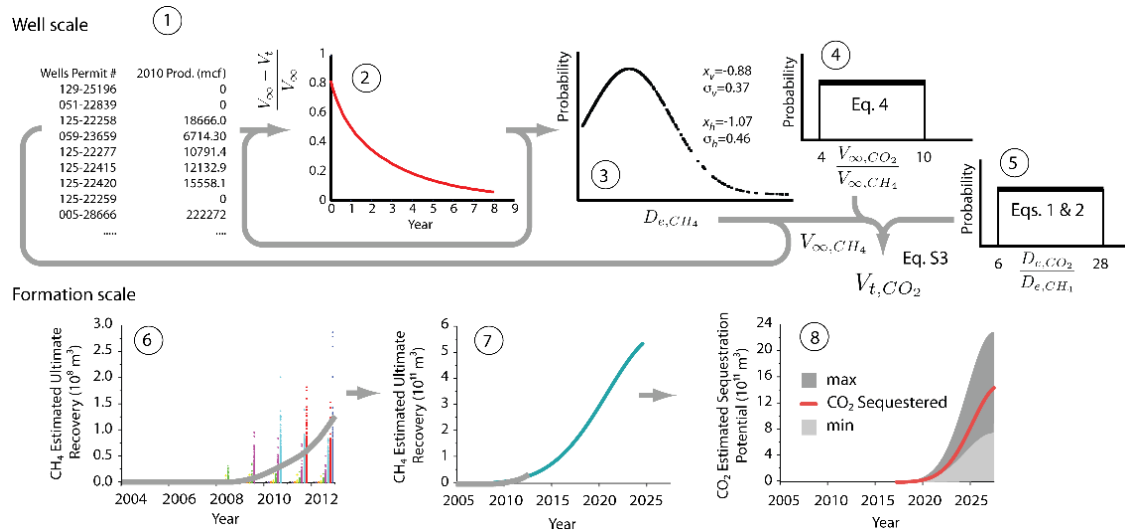 Well scale
1
Wells Permit # 2010 Prod. (mcf)
129-25196 0
051-22839 0
125-22258 18666.0
059-23659 6714.30
125-22277 10791.4
125-22415 12132.9
125-22420 15558.1
125-22259 0
005-28666 222272
..... ....
2
V∞ − Vt
V∞
1
0.8
0.6
0.4
0.2
0
0 1 2 3 4 5 6 7 8 9
Year
3
Probability
xv=-0.88
σv=0.37
xh=-1.07
σh=0.46
De,CH4
4
Probability
Eq. 4
4 V∞,CO2 10
V∞,CH4
5
Probability
Eqs. 1 & 2
6 De,CO2 28
De,CH4
V∞,CH4
Eq. S3
Vt,CO2
Formation scale
6
CH4 Estimated Ultimate
Recovery (10⁸ m³)
3.0
2.5
2.0
1.5
1.0
0.5
0.0
2004 2006 2008 2010 2012
Year
7
CH4 Estimated Ultimate
Recovery (10¹¹ m³)
6
5
4
3
2
1
0
2005 2010 2015 2020 2025
Year
8
CO2 Estimated Sequestration
Potential (10¹¹ m³)
24
20
16
12
8
4
0
max
CO2 Sequestered
min
2005 2010 2015 2020 2025
Year